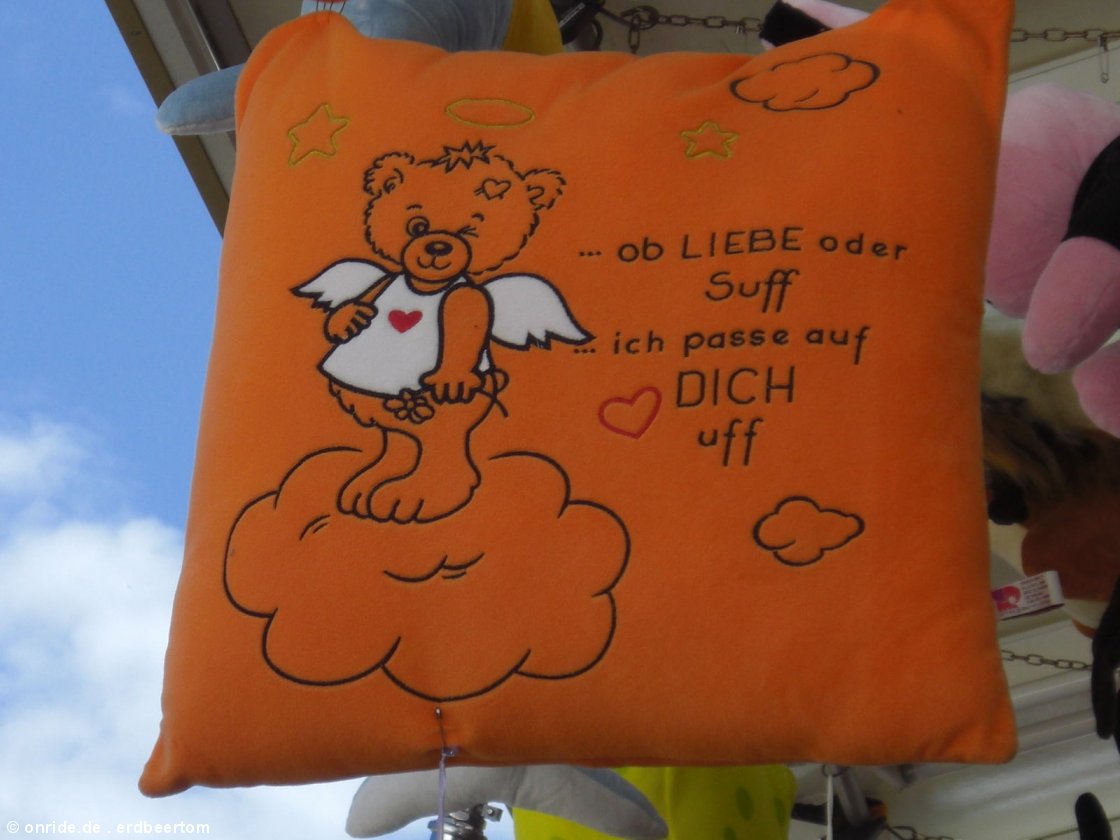 ... ob LIEBE oder
Suff
... ich passe auf
DICH
uff
© onride.de . erdbeertom